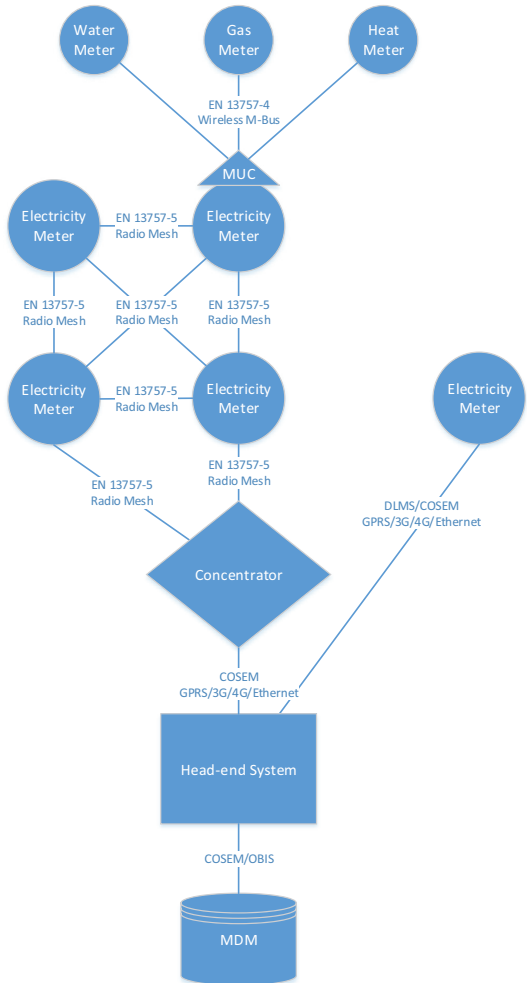 Water
Meter
Gas
Meter
Heat
Meter
EN 13757-4
Wireless M-Bus
MUC
Electricity
Meter
EN 13757-5
Radio Mesh
Electricity
Meter
EN 13757-5
Radio Mesh
EN 13757-5
Radio Mesh
EN 13757-5
Radio Mesh
Electricity
Meter
EN 13757-5
Radio Mesh
Electricity
Meter
Electricity
Meter
EN 13757-5
Radio Mesh
EN 13757-5
Radio Mesh
DLMS/COSEM
GPRS/3G/4G/Ethernet
Concentrator
COSEM
GPRS/3G/4G/Ethernet
Head-end System
COSEM/OBIS
MDM